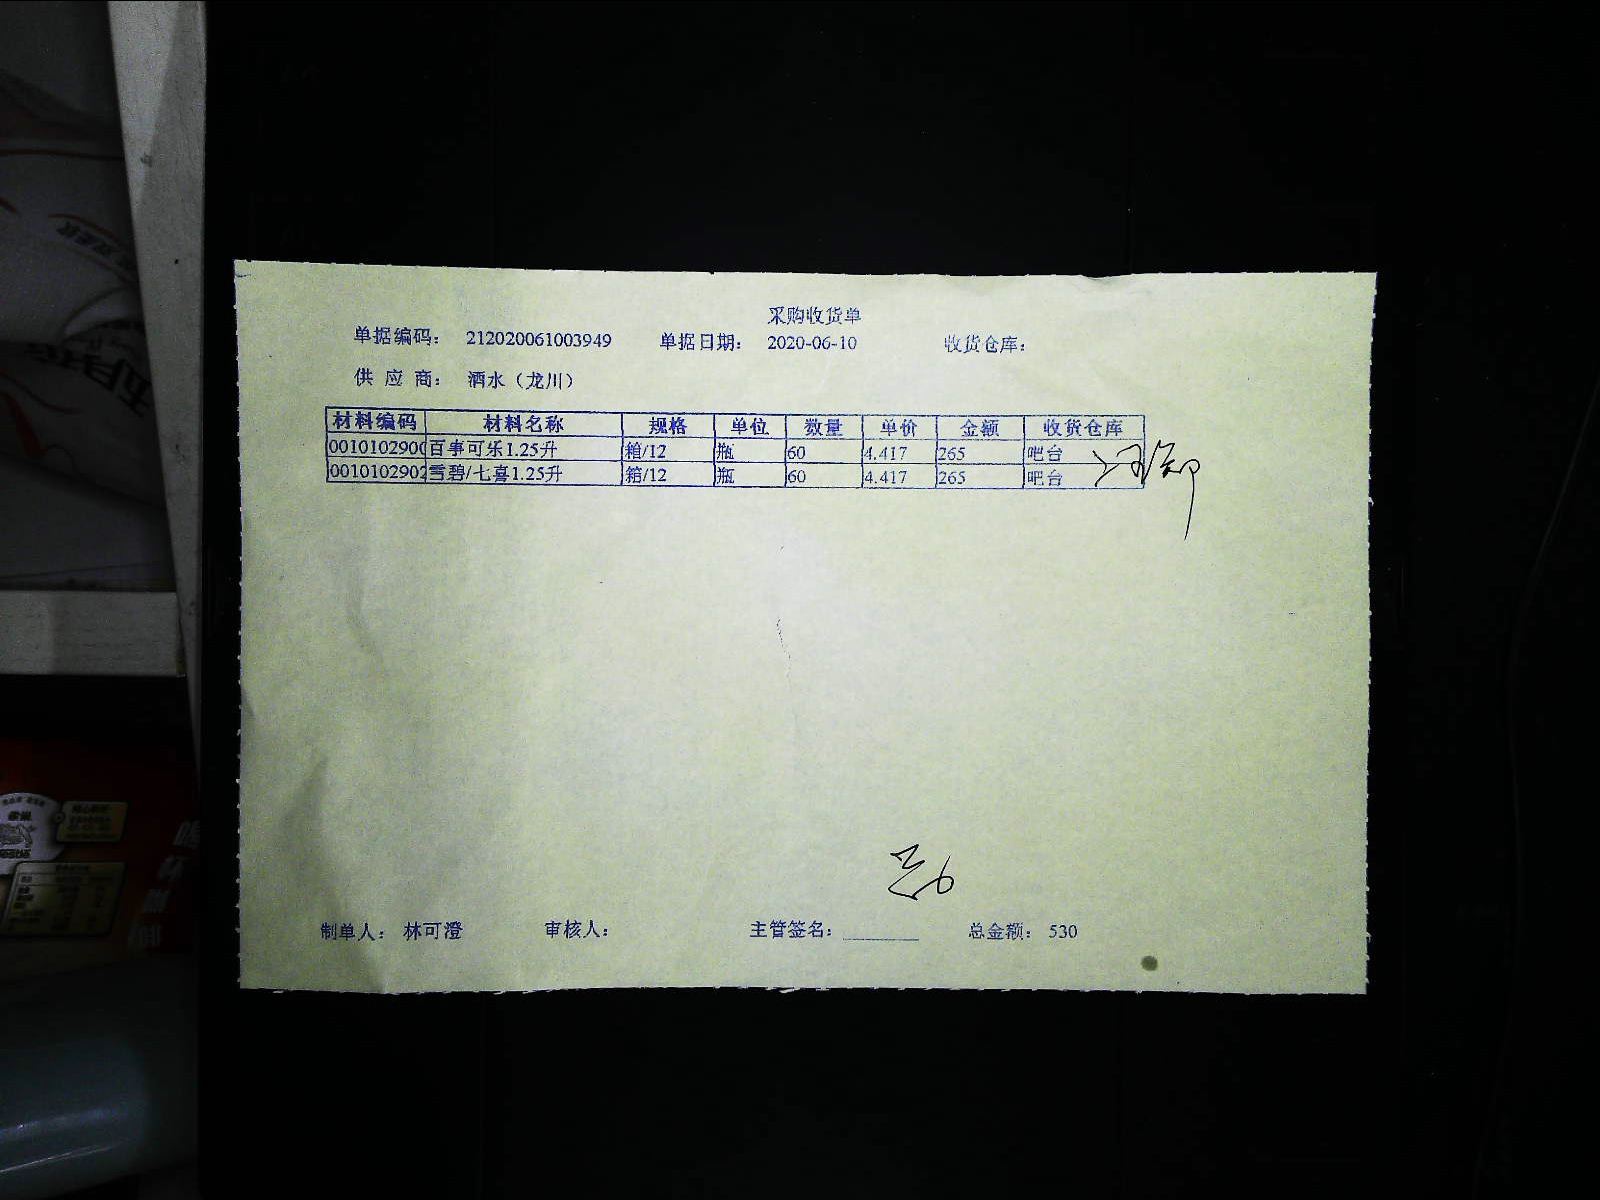 采购收货单
单据编码： 212020061003949 单据日期： 2020-06-10 收货仓库：
供 应 商： 酒水（龙川）
材料编码 材料名称 规格 单位 数量 单价 金额 收货仓库
0010102900 百事可乐1.25升 箱/12 瓶 60 4.417 265 吧台
0010102902 雪碧/七喜1.25升 箱/12 瓶 60 4.417 265 吧台
制单人： 林可澄 审核人： 主管签名： 总金额： 530